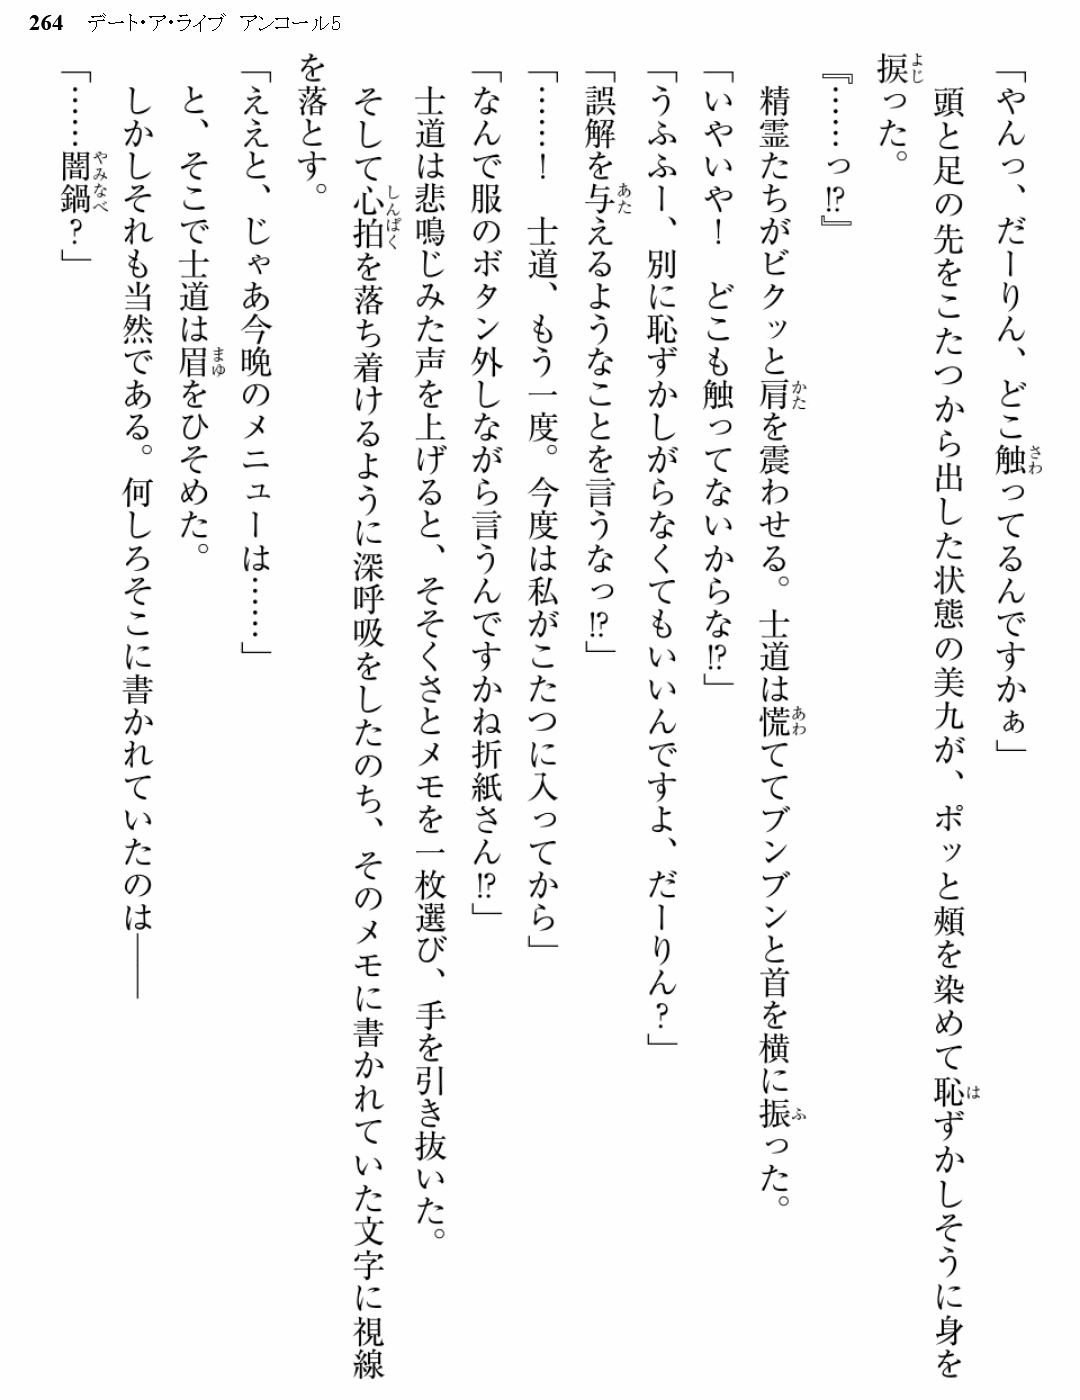 264 デート・ア・ライブ アンコール5
「やんっ、だーりん、どこ触ってるんですかぁ」
　頭と足の先をこたつから出した状態の美九が、ポッと頰を染めて恥ずかしそうに身を
捩った。
『……っ!?』
　精霊たちがビクッと肩を震わせる。士道は慌ててブンブンと首を横に振った。
「いやいや！　どこも触ってないからな!?」
「うふふー、別に恥ずかしがらなくてもいいんですよ、だーりん？」
「誤解を与えるようなことを言うなっ!?」
「……！　士道、もう一度。今度は私がこたつに入ってから」
「なんで服のボタン外しながら言うんですかね折紙さん!?」
　士道は悲鳴じみた声を上げると、そそくさとメモを一枚選び、手を引き抜いた。
　そして心拍を落ち着けるように深呼吸をしたのち、そのメモに書かれていた文字に視線
を落とす。
「ええと、じゃあ今晩のメニューは……」
　と、そこで士道は眉をひそめた。
　しかしそれも当然である。何しろそこに書かれていたのは――
「……闇鍋？」